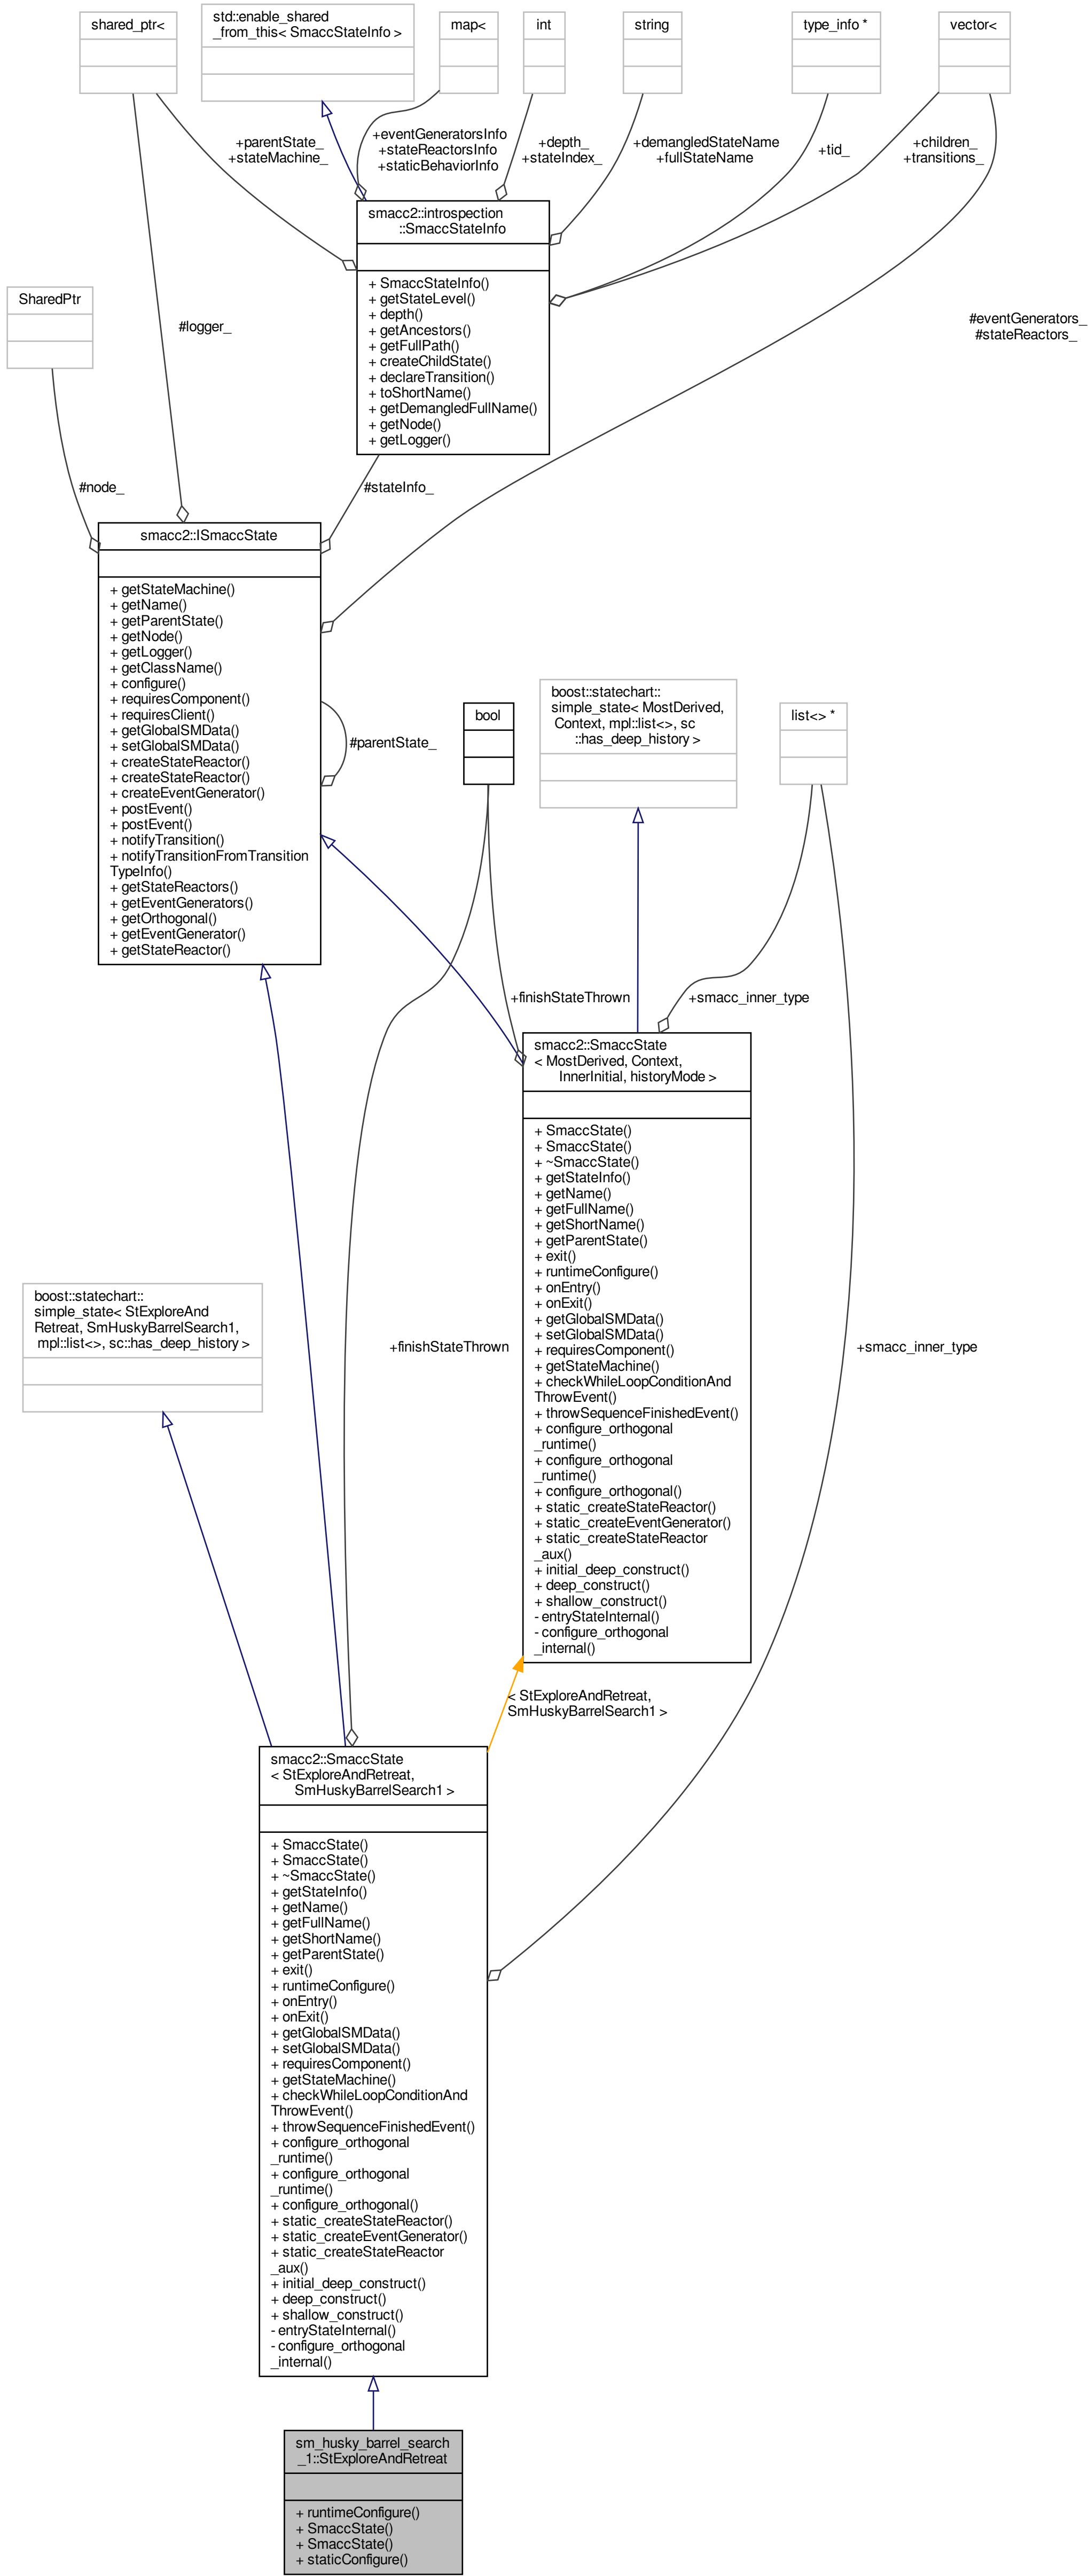 shared_ptr<
std::enable_shared
_from_this< SmaccStateInfo >
map<
int
string
type_info *
vector<
+parentState_
+stateMachine_
+eventGeneratorsInfo
+stateReactorsInfo
+staticBehaviorInfo
+depth_
+stateIndex_
+demangledStateName
+fullStateName
+tid_
+children_
+transitions_
smacc2::introspection
::SmaccStateInfo
+ SmaccStateInfo()
+ getStateLevel()
+ depth()
+ getAncestors()
+ getFullPath()
+ createChildState()
+ declareTransition()
+ toShortName()
+ getDemangledFullName()
+ getNode()
+ getLogger()
SharedPtr
#logger_
#eventGenerators_
#stateReactors_
#node_
#stateInfo_
smacc2::ISmaccState
+ getStateMachine()
+ getName()
+ getParentState()
+ getNode()
+ getLogger()
+ getClassName()
+ configure()
+ requiresComponent()
+ requiresClient()
+ getGlobalSMData()
+ setGlobalSMData()
+ createStateReactor()
+ createStateReactor()
+ createEventGenerator()
+ postEvent()
+ postEvent()
+ notifyTransition()
+ notifyTransitionFromTransition
TypeInfo()
+ getStateReactors()
+ getEventGenerators()
+ getOrthogonal()
+ getEventGenerator()
+ getStateReactor()
#parentState_
bool
boost::statechart::
simple_state< MostDerived,
Context, mpl::list<>, sc
::has_deep_history >
list<> *
+finishStateThrown
+smacc_inner_type
smacc2::SmaccState
< MostDerived, Context,
InnerInitial, historyMode >
+ SmaccState()
+ SmaccState()
+ ~SmaccState()
+ getStateInfo()
+ getName()
+ getFullName()
+ getShortName()
+ getParentState()
+ exit()
+ runtimeConfigure()
+ onEntry()
+ onExit()
+ getGlobalSMData()
+ setGlobalSMData()
+ requiresComponent()
+ getStateMachine()
+ checkWhileLoopConditionAnd
ThrowEvent()
+ throwSequenceFinishedEvent()
+ configure_orthogonal
_runtime()
+ configure_orthogonal
_runtime()
+ configure_orthogonal()
+ static_createStateReactor()
+ static_createEventGenerator()
+ static_createStateReactor
_aux()
+ initial_deep_construct()
+ deep_construct()
+ shallow_construct()
- entryStateInternal()
- configure_orthogonal
_internal()
boost::statechart::
simple_state< StExploreAnd
Retreat, SmHuskyBarrelSearch1,
mpl::list<>, sc::has_deep_history >
+finishStateThrown
+smacc_inner_type
< StExploreAndRetreat,
SmHuskyBarrelSearch1 >
smacc2::SmaccState
< StExploreAndRetreat,
SmHuskyBarrelSearch1 >
+ SmaccState()
+ SmaccState()
+ ~SmaccState()
+ getStateInfo()
+ getName()
+ getFullName()
+ getShortName()
+ getParentState()
+ exit()
+ runtimeConfigure()
+ onEntry()
+ onExit()
+ getGlobalSMData()
+ setGlobalSMData()
+ requiresComponent()
+ getStateMachine()
+ checkWhileLoopConditionAnd
ThrowEvent()
+ throwSequenceFinishedEvent()
+ configure_orthogonal
_runtime()
+ configure_orthogonal
_runtime()
+ configure_orthogonal()
+ static_createStateReactor()
+ static_createEventGenerator()
+ static_createStateReactor
_aux()
+ initial_deep_construct()
+ deep_construct()
+ shallow_construct()
- entryStateInternal()
- configure_orthogonal
_internal()
sm_husky_barrel_search
_1::StExploreAndRetreat
+ runtimeConfigure()
+ SmaccState()
+ SmaccState()
+ staticConfigure()